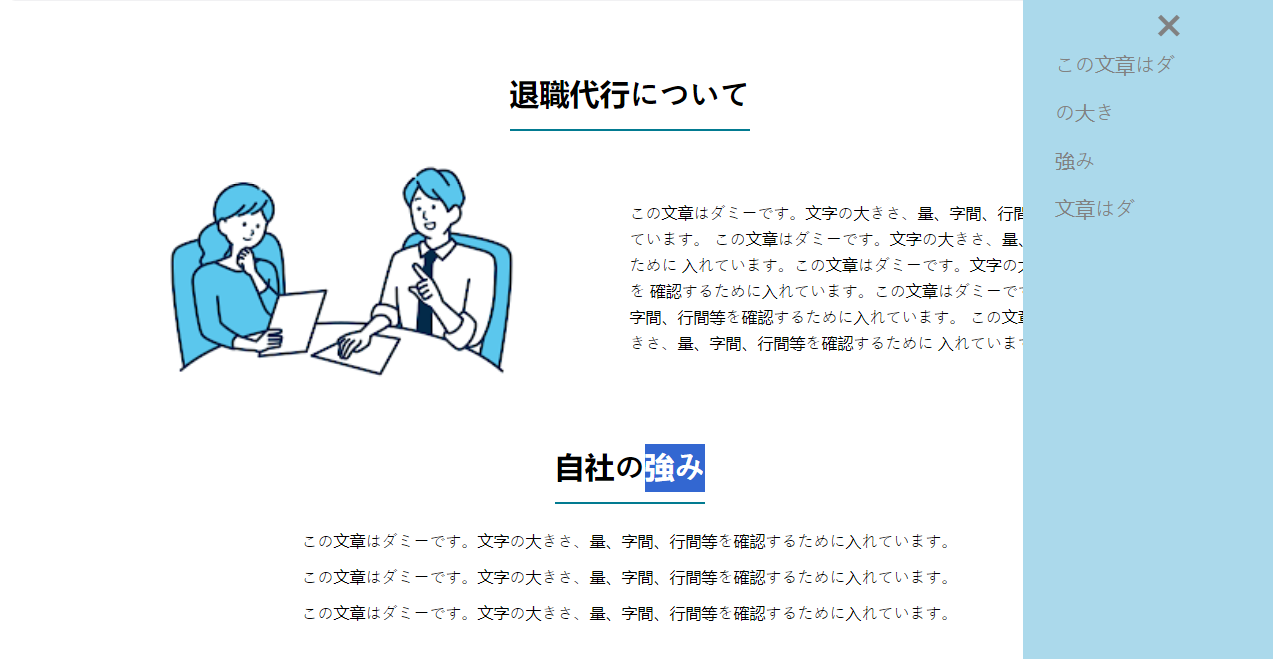 退職代行について
この文章はダミーです。文字の大きさ、量、字間、行間
ています。 この文章はダミーです。文字の大きさ、量、
ために 入れています。この文章はダミーです。文字の
を 確認するために入れています。この文章はダミーで
字間、行間等を確認するために入れています。 この文
きさ、量、字間、行間等を確認するために 入れていま
自社の強み
この文章はダミーです。文字の大きさ、量、字間、行間等を確認するために入れています。
この文章はダミーです。文字の大きさ、量、字間、行間等を確認するために入れています。
この文章はダミーです。文字の大きさ、量、字間、行間等を確認するために入れています。
×
この文章はダ
の大き
強み
文章はダ